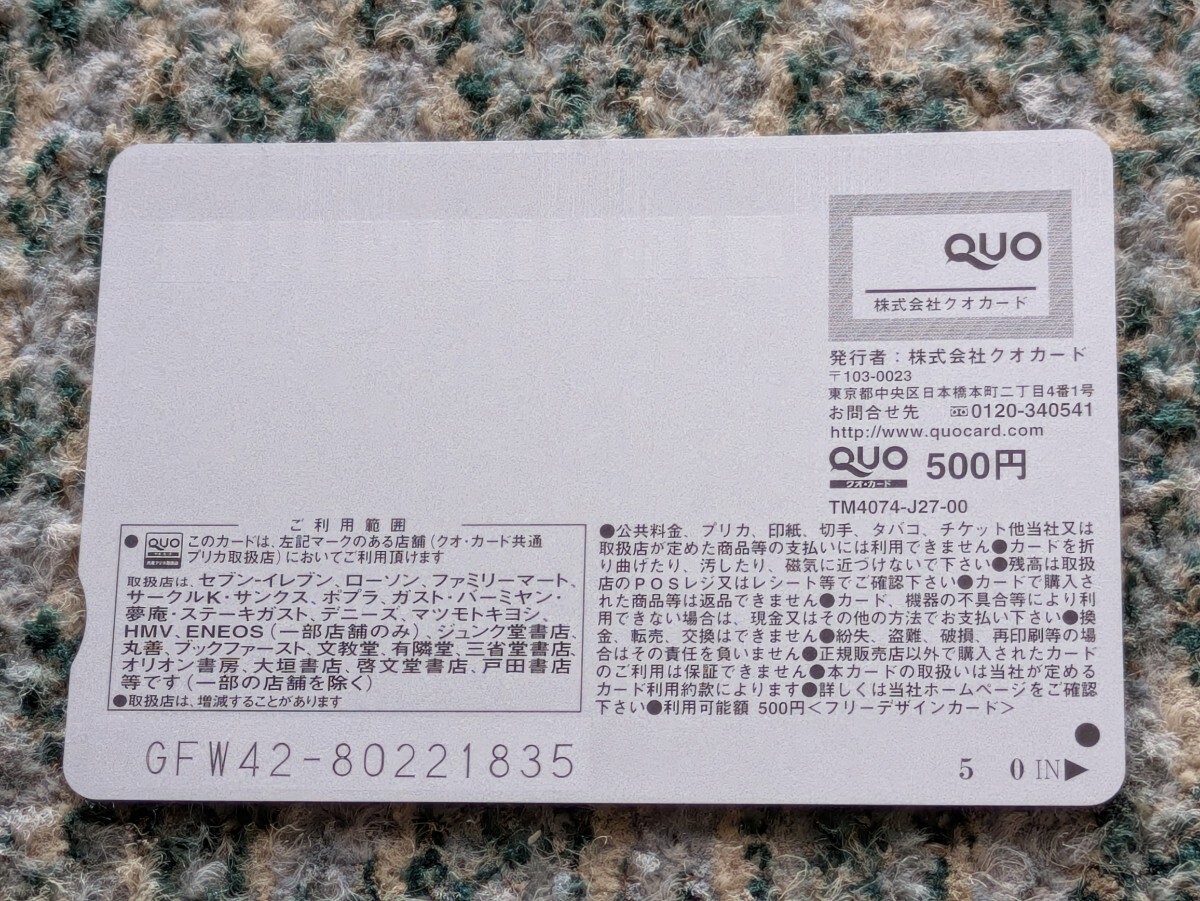 QUO
株式会社クオカード
発行者：株式会社クオカード
〒103-0023
東京都中央区日本橋本町二丁目4番1号
お問合せ先 0120-340541
http://www.quocard.com
QUO 500円
クオ・カード
TM4074-J27-00
ご利用範囲
●QUO このカードは、左記マークのある店舗（クオ・カード共通
プリカ取扱店）においてご利用頂けます
取扱店は、セブン-イレブン、ローソン、ファミリーマート、
サークルK・サンクス、ポプラ、ガスト・バーミヤン・
夢庵・ステーキガスト、デニーズ、マツモトキヨシ、
HMV、ENEOS（一部店舗のみ）ジュンク堂書店、
丸善、ブックファースト、文教堂、有隣堂、三省堂書店、
オリオン書房、大垣書店、啓文堂書店、戸田書店
等です（一部の店舗を除く）
●取扱店は、増減することがあります
●公共料金、プリカ、印紙、切手、タバコ、チケット他当社又は
取扱店が定めた商品等の支払いには利用できません●カードを折
り曲げたり、汚したり、磁気に近づけないで下さい●残高は取扱
店のPOSレジ又はレシート等でご確認下さい●カードで購入さ
れた商品等は返品できません●カード、機器の不具合等により利
用できない場合は、現金又はその他の方法でお支払い下さい●換
金、転売、交換はできません●紛失、盗難、破損、再印刷等の場
合はその責任を負いません●正規販売店以外で購入されたカード
のご利用は保証できません●本カードの取扱いは当社が定める
カード利用約款によります●詳しくは当社ホームページをご確認
下さい●利用可能額 500円＜フリーデザインカード＞
GFW42-80221835
5 0 IN▶